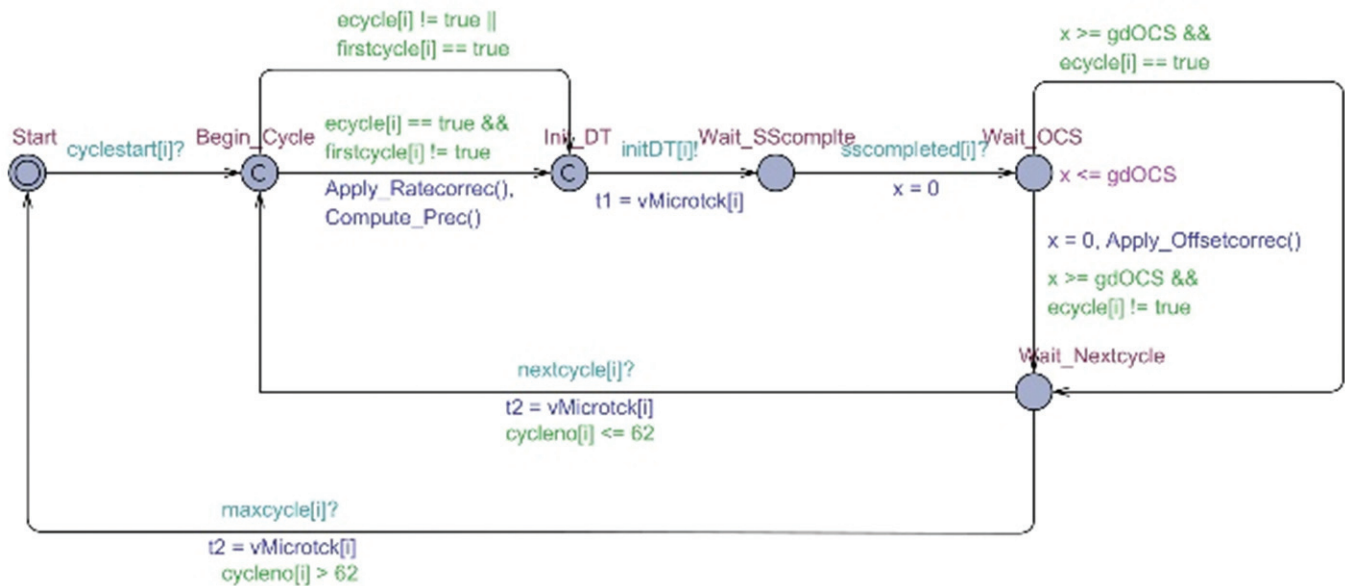 ecycle[i] != true ||
firstcycle[i] == true
x >= gdOCS &&
ecycle[i] == true
Start
cyclestart[i]?
Begin_Cycle
ecycle[i] == true &&
firstcycle[i] != true
Apply_Ratecorrec(),
Compute_Prec()
C
Init_DT
C
initDT[i]!
t1 = vMicrotck[i]
Wait_SScomplte
sscompleted[i]?
x = 0
Wait_OCS
x <= gdOCS
x = 0, Apply_Offsetcorrec()
x >= gdOCS &&
ecycle[i] != true
Wait_Nextcycle
nextcycle[i]?
t2 = vMicrotck[i]
cycleno[i] <= 62
maxcycle[i]?
t2 = vMicrotck[i]
cycleno[i] > 62